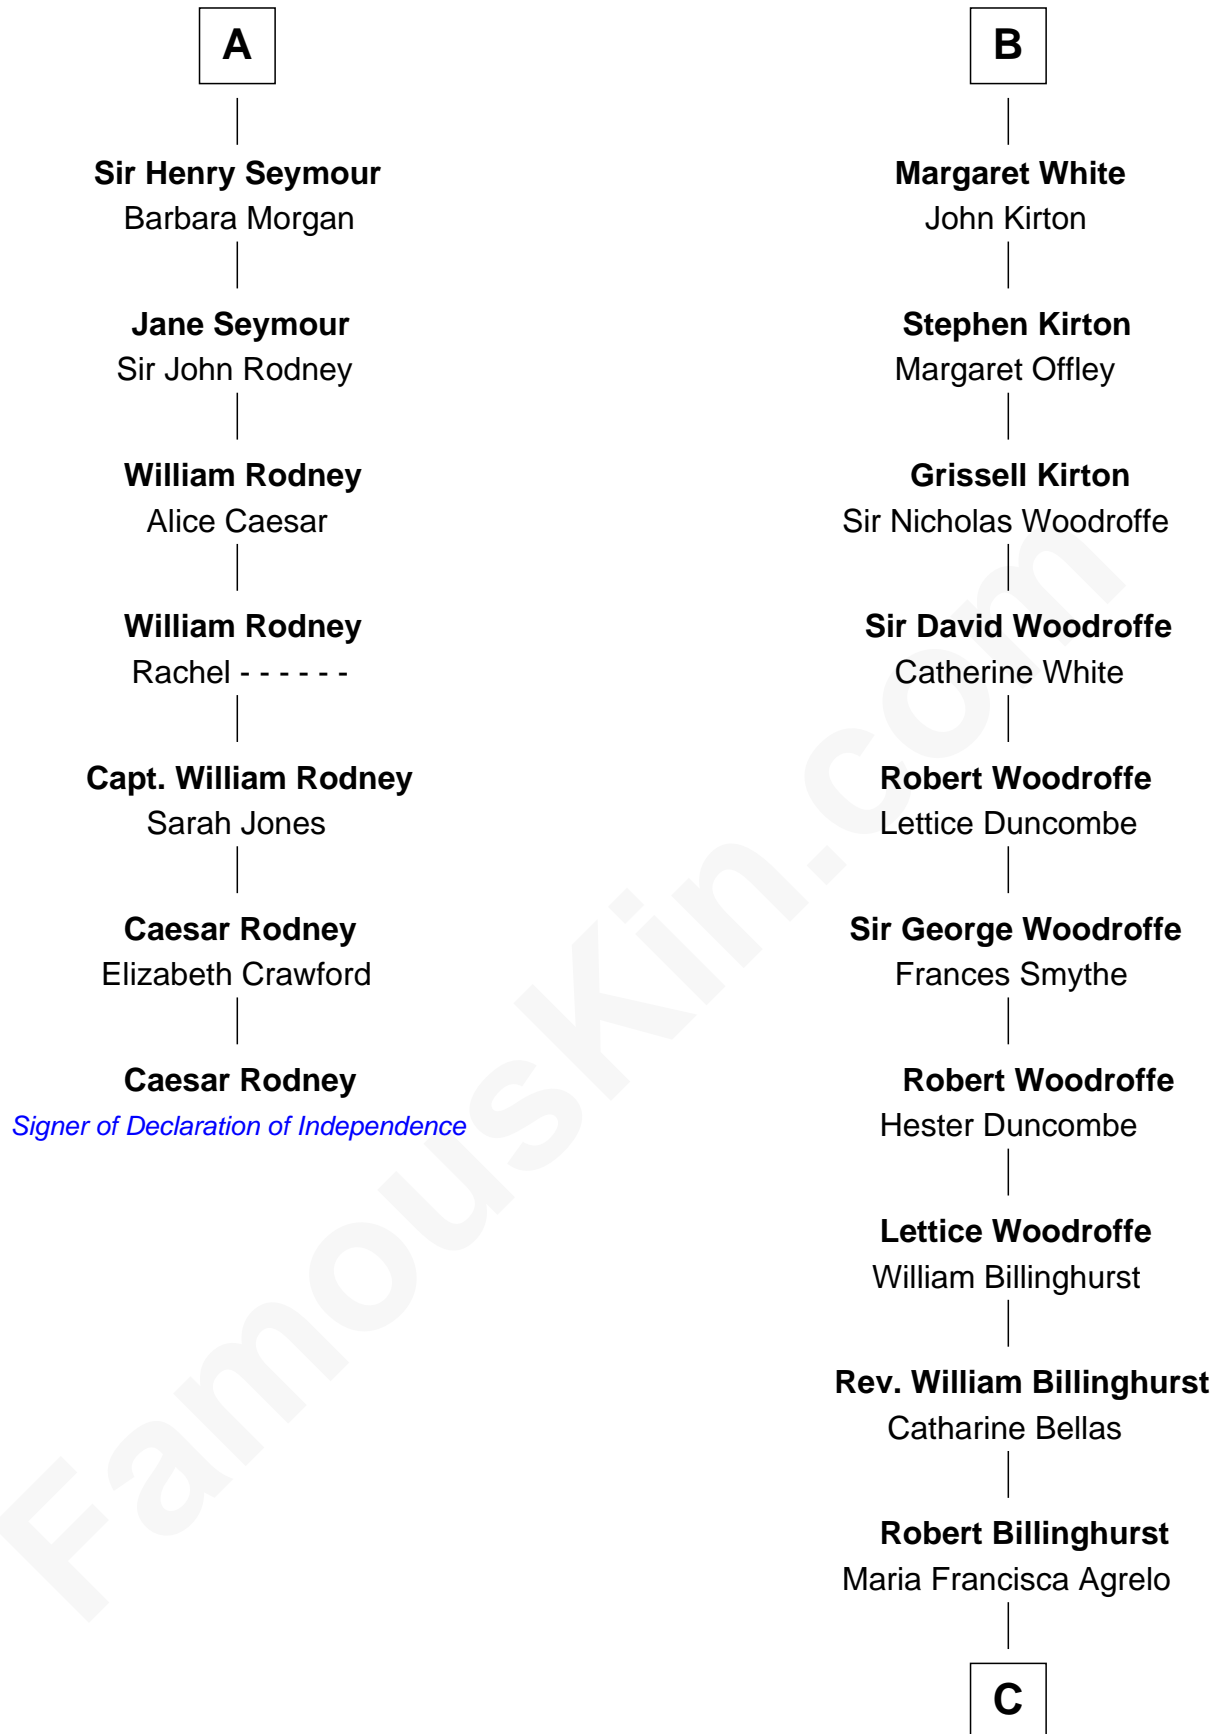 A
Sir Henry Seymour
Barbara Morgan
Jane Seymour
Sir John Rodney
William Rodney
Alice Caesar
William Rodney
Rachel - - - - - -
Capt. William Rodney
Sarah Jones
Caesar Rodney
Elizabeth Crawford
Caesar Rodney
Signer of Declaration of Independence
B
Margaret White
John Kirton
Stephen Kirton
Margaret Offley
Grissell Kirton
Sir Nicholas Woodroffe
Sir David Woodroffe
Catherine White
Robert Woodroffe
Lettice Duncombe
Sir George Woodroffe
Frances Smythe
Robert Woodroffe
Hester Duncombe
Lettice Woodroffe
William Billinghurst
Rev. William Billinghurst
Catharine Bellas
Robert Billinghurst
Maria Francisca Agrelo
C
FamousKin.com